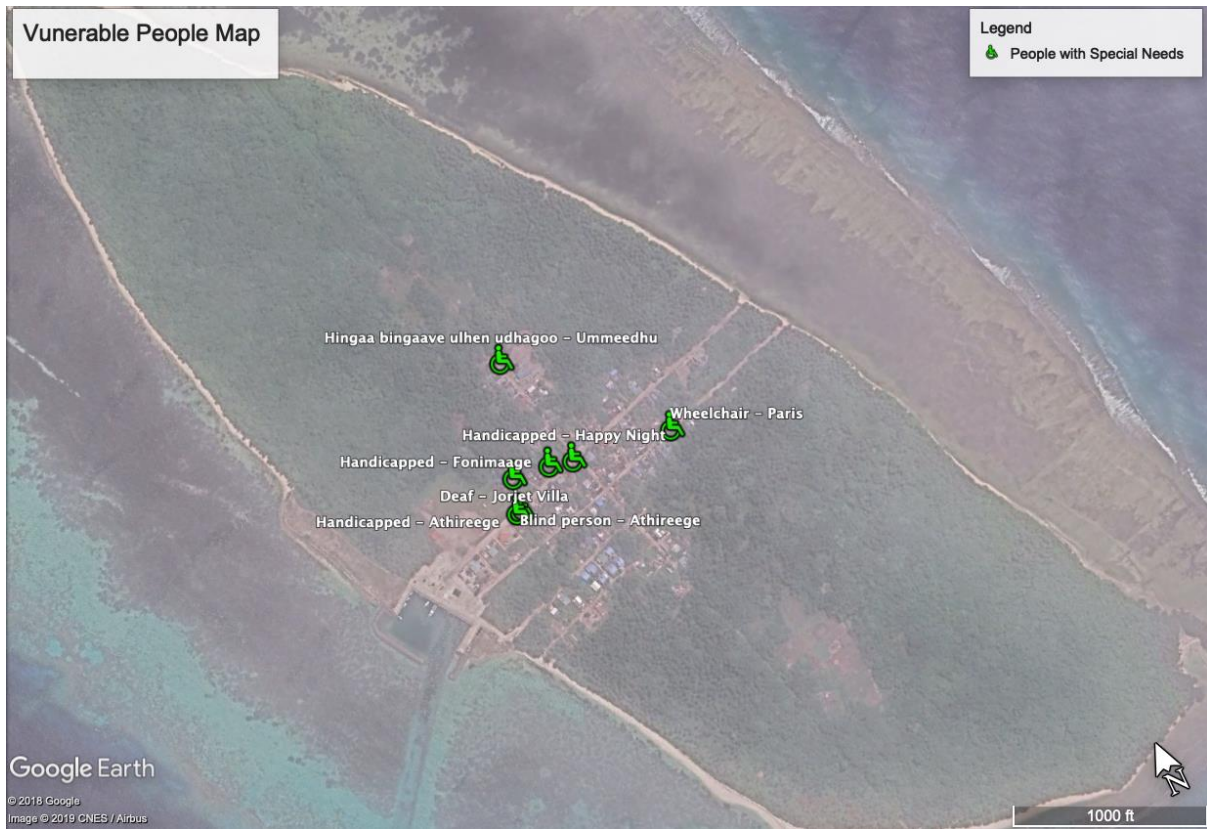 Vunerable People Map
Legend
People with Special Needs
Hingaa bingaave ulhen udhagoo – Ummeedhu
Wheelchair – Paris
Handicapped – Happy Night
Handicapped – Fonimaage
Deaf – Jorjet Villa
Handicapped – Athireege
Blind person – Athireege
Google Earth
© 2018 Google
Image © 2019 CNES / Airbus
N
1000 ft